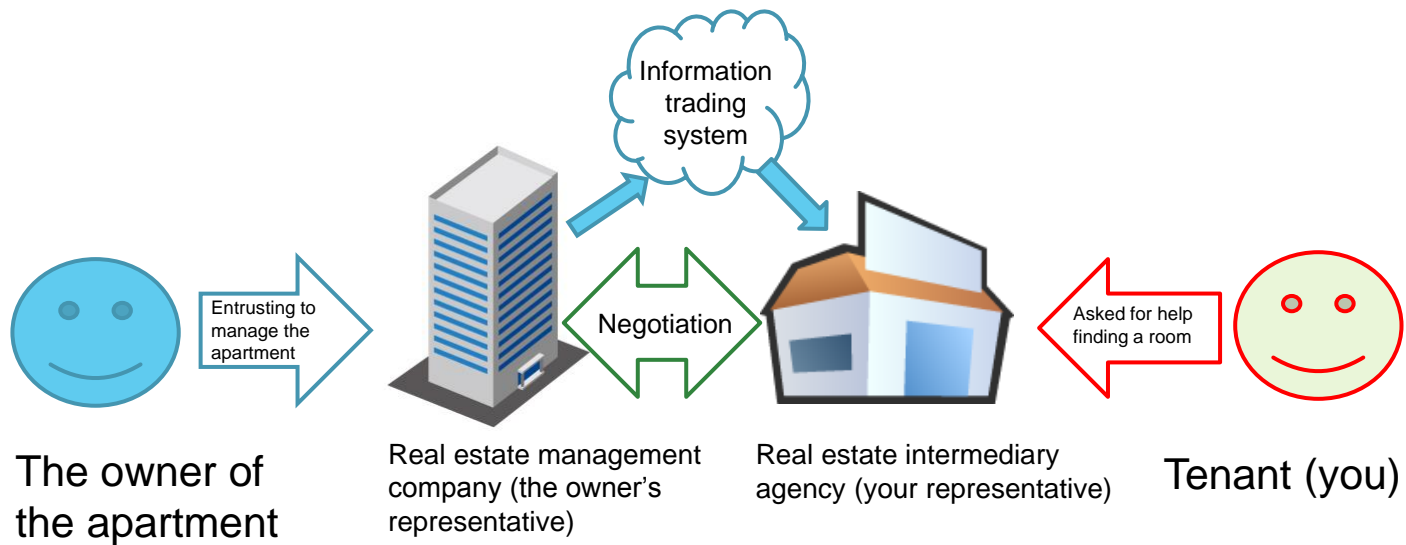 Information
trading
system
Entrusting to
manage the
apartment
Negotiation
Asked for help
finding a room
The owner of
the apartment
Real estate management
company (the owner's
representative)
Real estate intermediary
agency (your representative)
Tenant (you)